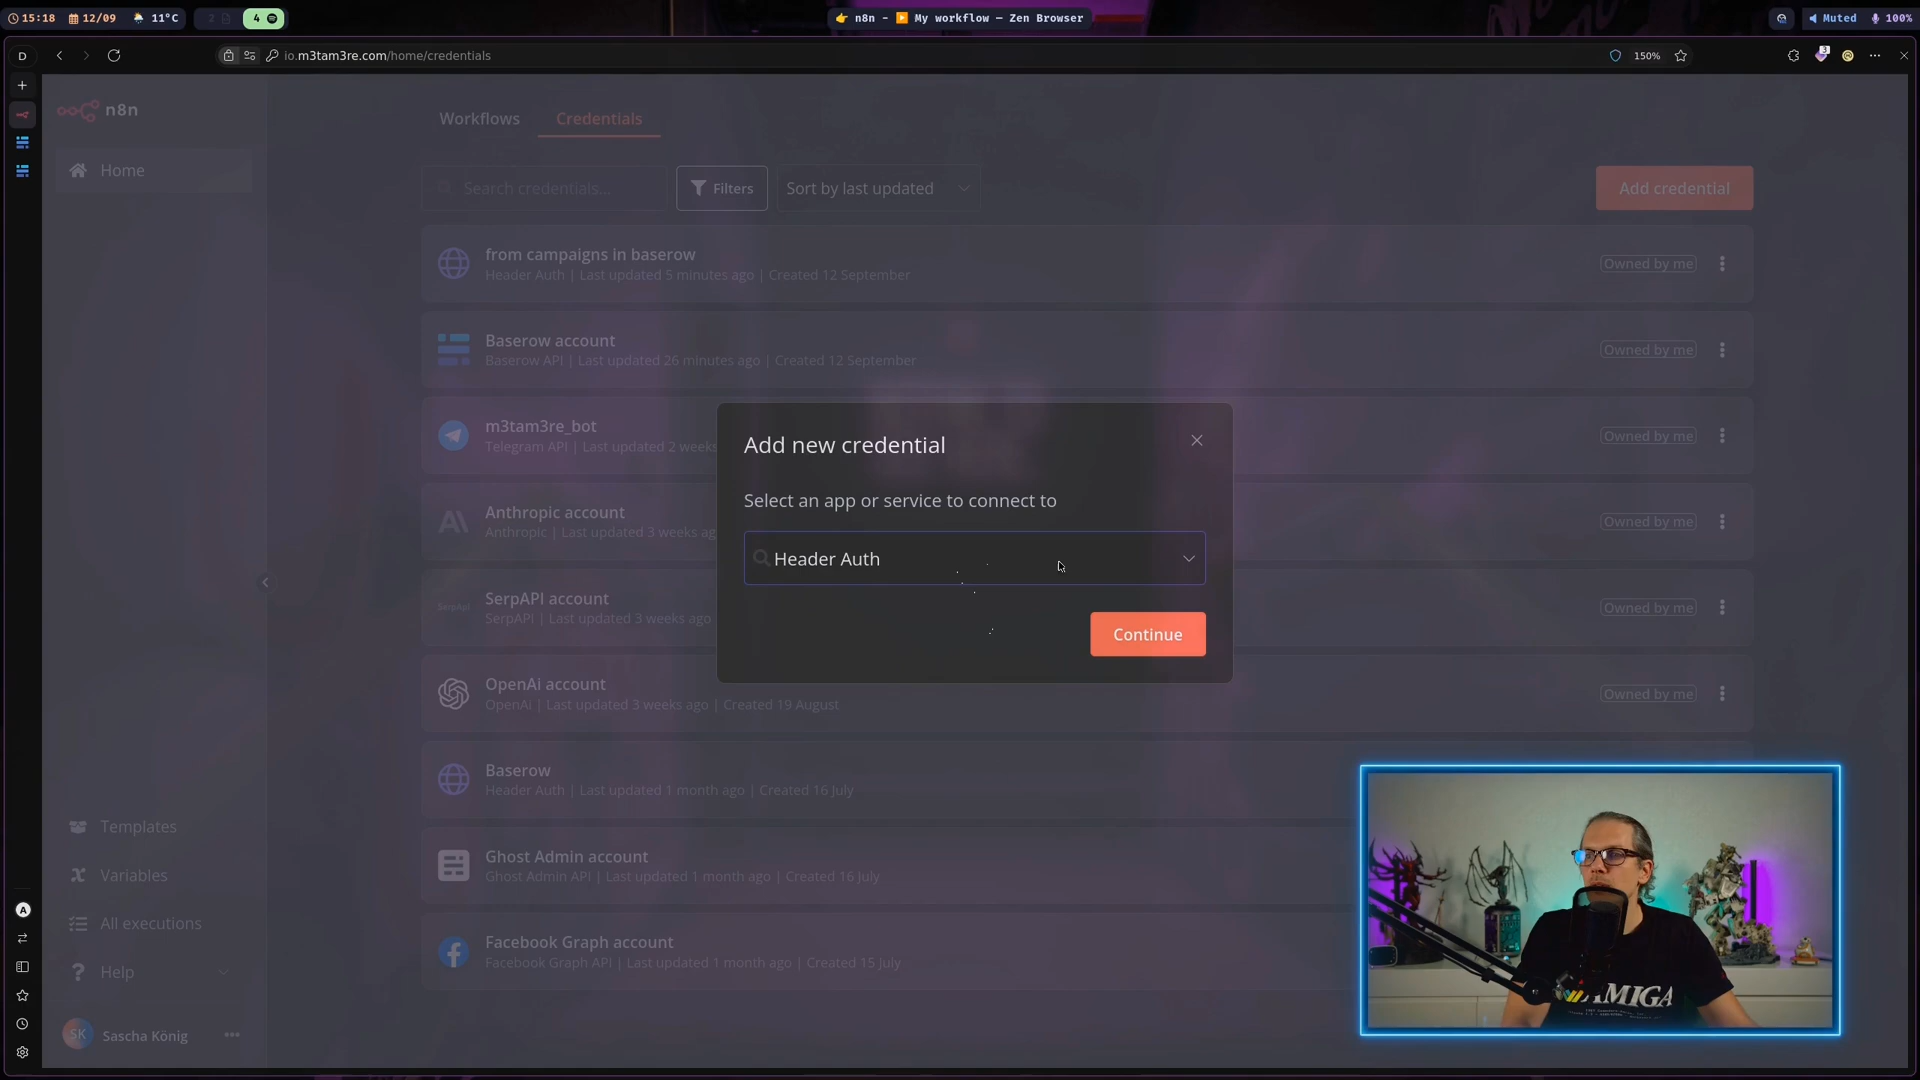 15:18 12/09 11°C 2 4
👉 n8n - ▶️ My workflow — Zen Browser
Muted 100%
D
io.m3tam3re.com/home/credentials
150%
3
n8n
Home
Workflows
Credentials
Search credentials...
Filters
Sort by last updated
Add credential
from campaigns in baserow
Header Auth | Last updated 5 minutes ago | Created 12 September
Owned by me
Baserow account
Baserow API | Last updated 26 minutes ago | Created 12 September
Owned by me
m3tam3re_bot
Telegram API | Last updated 2 weeks
Owned by me
Anthropic account
Anthropic | Last updated 3 weeks ag
Owned by me
SerpApi
SerpAPI account
SerpAPI | Last updated 3 weeks ago
Owned by me
OpenAi account
OpenAi | Last updated 3 weeks ago | Created 19 August
Owned by me
Baserow
Header Auth | Last updated 1 month ago | Created 16 July
Ghost Admin account
Ghost Admin API | Last updated 1 month ago | Created 16 July
Facebook Graph account
Facebook Graph API | Last updated 1 month ago | Created 15 July
Add new credential
Select an app or service to connect to
Header Auth
Continue
Templates
Variables
All executions
Help
SK
Sascha König
A
AMIGA